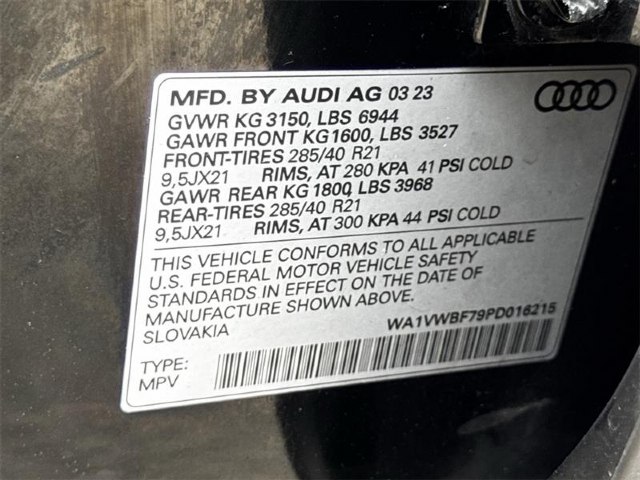 MFD. BY AUDI AG 03 23
GVWR KG 3150, LBS 6944
GAWR FRONT KG1600, LBS 3527
FRONT-TIRES 285/40 R21
9,5JX21 RIMS, AT 280 KPA 41 PSI COLD
GAWR REAR KG 1800, LBS 3968
REAR-TIRES 285/40 R21
9,5JX21 RIMS, AT 300 KPA 44 PSI COLD
THIS VEHICLE CONFORMS TO ALL APPLICABLE
U.S. FEDERAL MOTOR VEHICLE SAFETY
STANDARDS IN EFFECT ON THE DATE OF
MANUFACTURE SHOWN ABOVE.
SLOVAKIA
WA1VWBF79PD016215
TYPE:
MPV